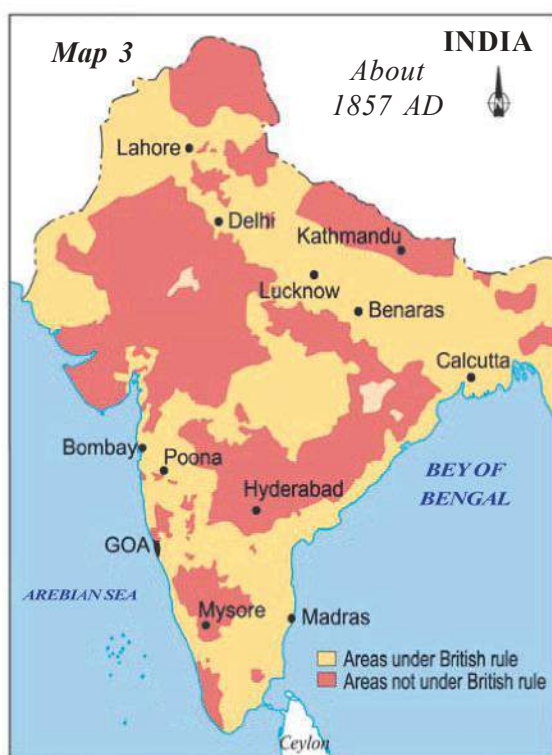 Map 3
INDIA
About
1857 AD
N
Lahore
Delhi
Kathmandu
Lucknow
Benaras
Calcutta
Bombay
Poona
Hyderabad
BEY OF
BENGAL
GOA
AREBIAN SEA
Mysore
Madras
Areas under British rule
Areas not under British rule
Ceylon